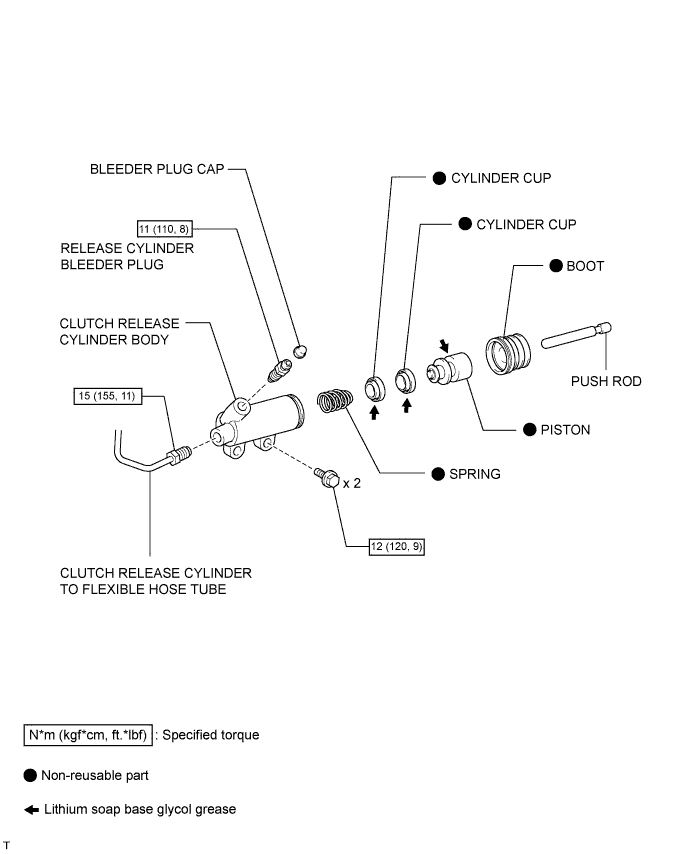 BLEEDER PLUG CAP
CYLINDER CUP
11 (110, 8)
CYLINDER CUP
RELEASE CYLINDER
BLEEDER PLUG
BOOT
CLUTCH RELEASE
CYLINDER BODY
PUSH ROD
15 (155, 11)
PISTON
SPRING
x 2
12 (120, 9)
CLUTCH RELEASE CYLINDER
TO FLEXIBLE HOSE TUBE
N*m (kgf*cm, ft.*lbf) : Specified torque
Non-reusable part
Lithium soap base glycol grease
T